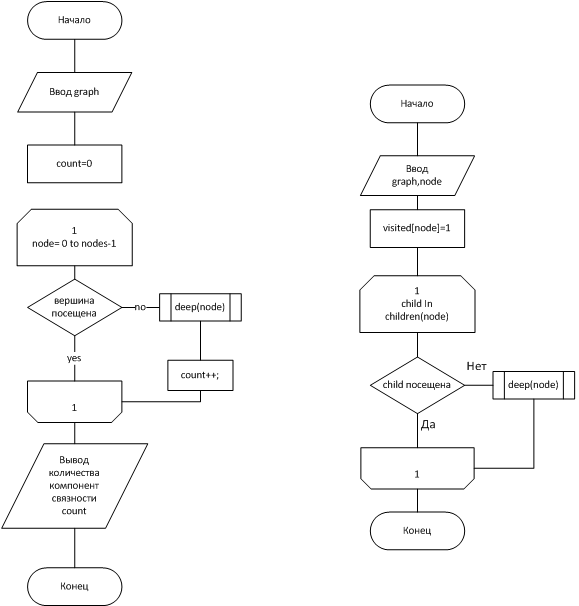 Начало
Ввод graph
count=0
1
node= 0 to nodes-1
вершина
посещена
no
deep(node)
yes
count++;
1
Вывод
количества
компонент
связности
count
Конец
Начало
Ввод
graph,node
visited[node]=1
1
child In
children(node)
child посещена
Нет
deep(node)
Да
1
Конец